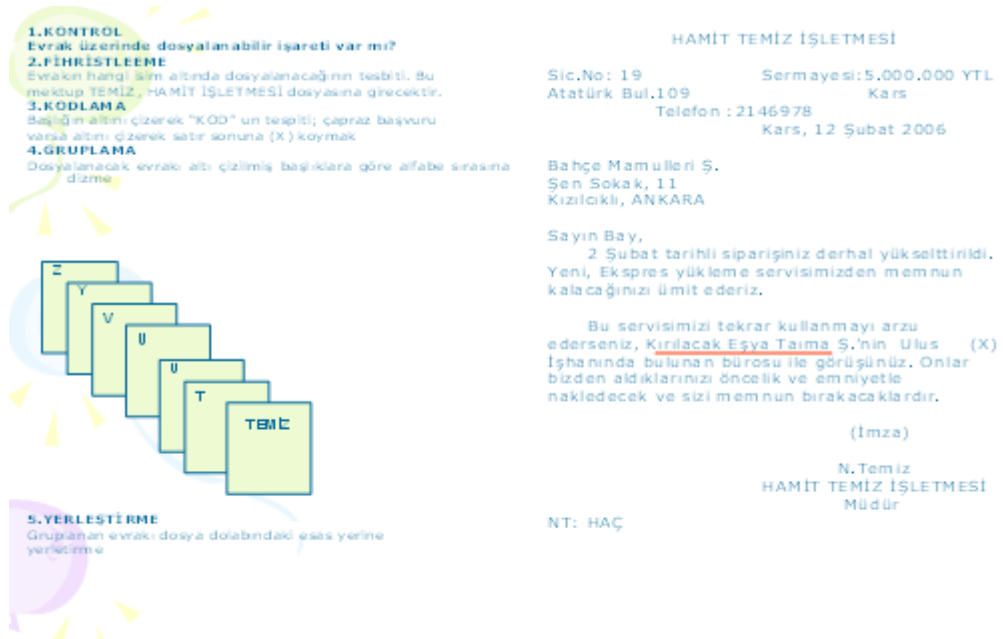 1.KONTROL
Evrak üzerinde dosyalanabilir işareti var mı?
2.FİHRİSTLEEME
Evrakın hangi sim altında dosyalanacağının tesbiti. Bu
mektup TEMİZ, HAMİT İŞLETMESİ dosyasına girecektir.
3.KODLAMA
Başlığın altını çizerek "KOD" un tespiti; çapraz başvuru
varsa altını çizerek satır sonuna (X) koymak
4.GRUPLAMA
Dosyalanacak evrakı altı çizilmiş başlıklara göre alfabe sırasına
dizme
Z
Y
V
U
U
T
TEMİZ
5.YERLEŞTİRME
Gruplanan evrakı dosya dolabındaki esas yerine
yerletirme
HAMİT TEMİZ İŞLETMESİ
Sic.No: 19 Sermayesi:5.000.000 YTL
Atatürk Bul.109 Kars
Telefon :2146978
Kars, 12 Şubat 2006
Bahçe Mamulleri Ş.
Şen Sokak, 11
Kızılcıklı, ANKARA
Sayın Bay,
2 Şubat tarihli siparişiniz derhal yükselttirildi.
Yeni, Ekspres yükleme servisimizden memnun
kalacağınızı ümit ederiz.
Bu servisimizi tekrar kullanmayı arzu
ederseniz, Kırılacak Eşya Taıma Ş.'nin Ulus (X)
İşhanında bulunan bürosu ile görüşünüz. Onlar
bizden aldıklarınızı öncelik ve emniyetle
nakledecek ve sizi memnun bırakacaklardır.
(İmza)
N.Temiz
HAMİT TEMİZ İŞLETMESİ
Müdür
NT: HAÇ